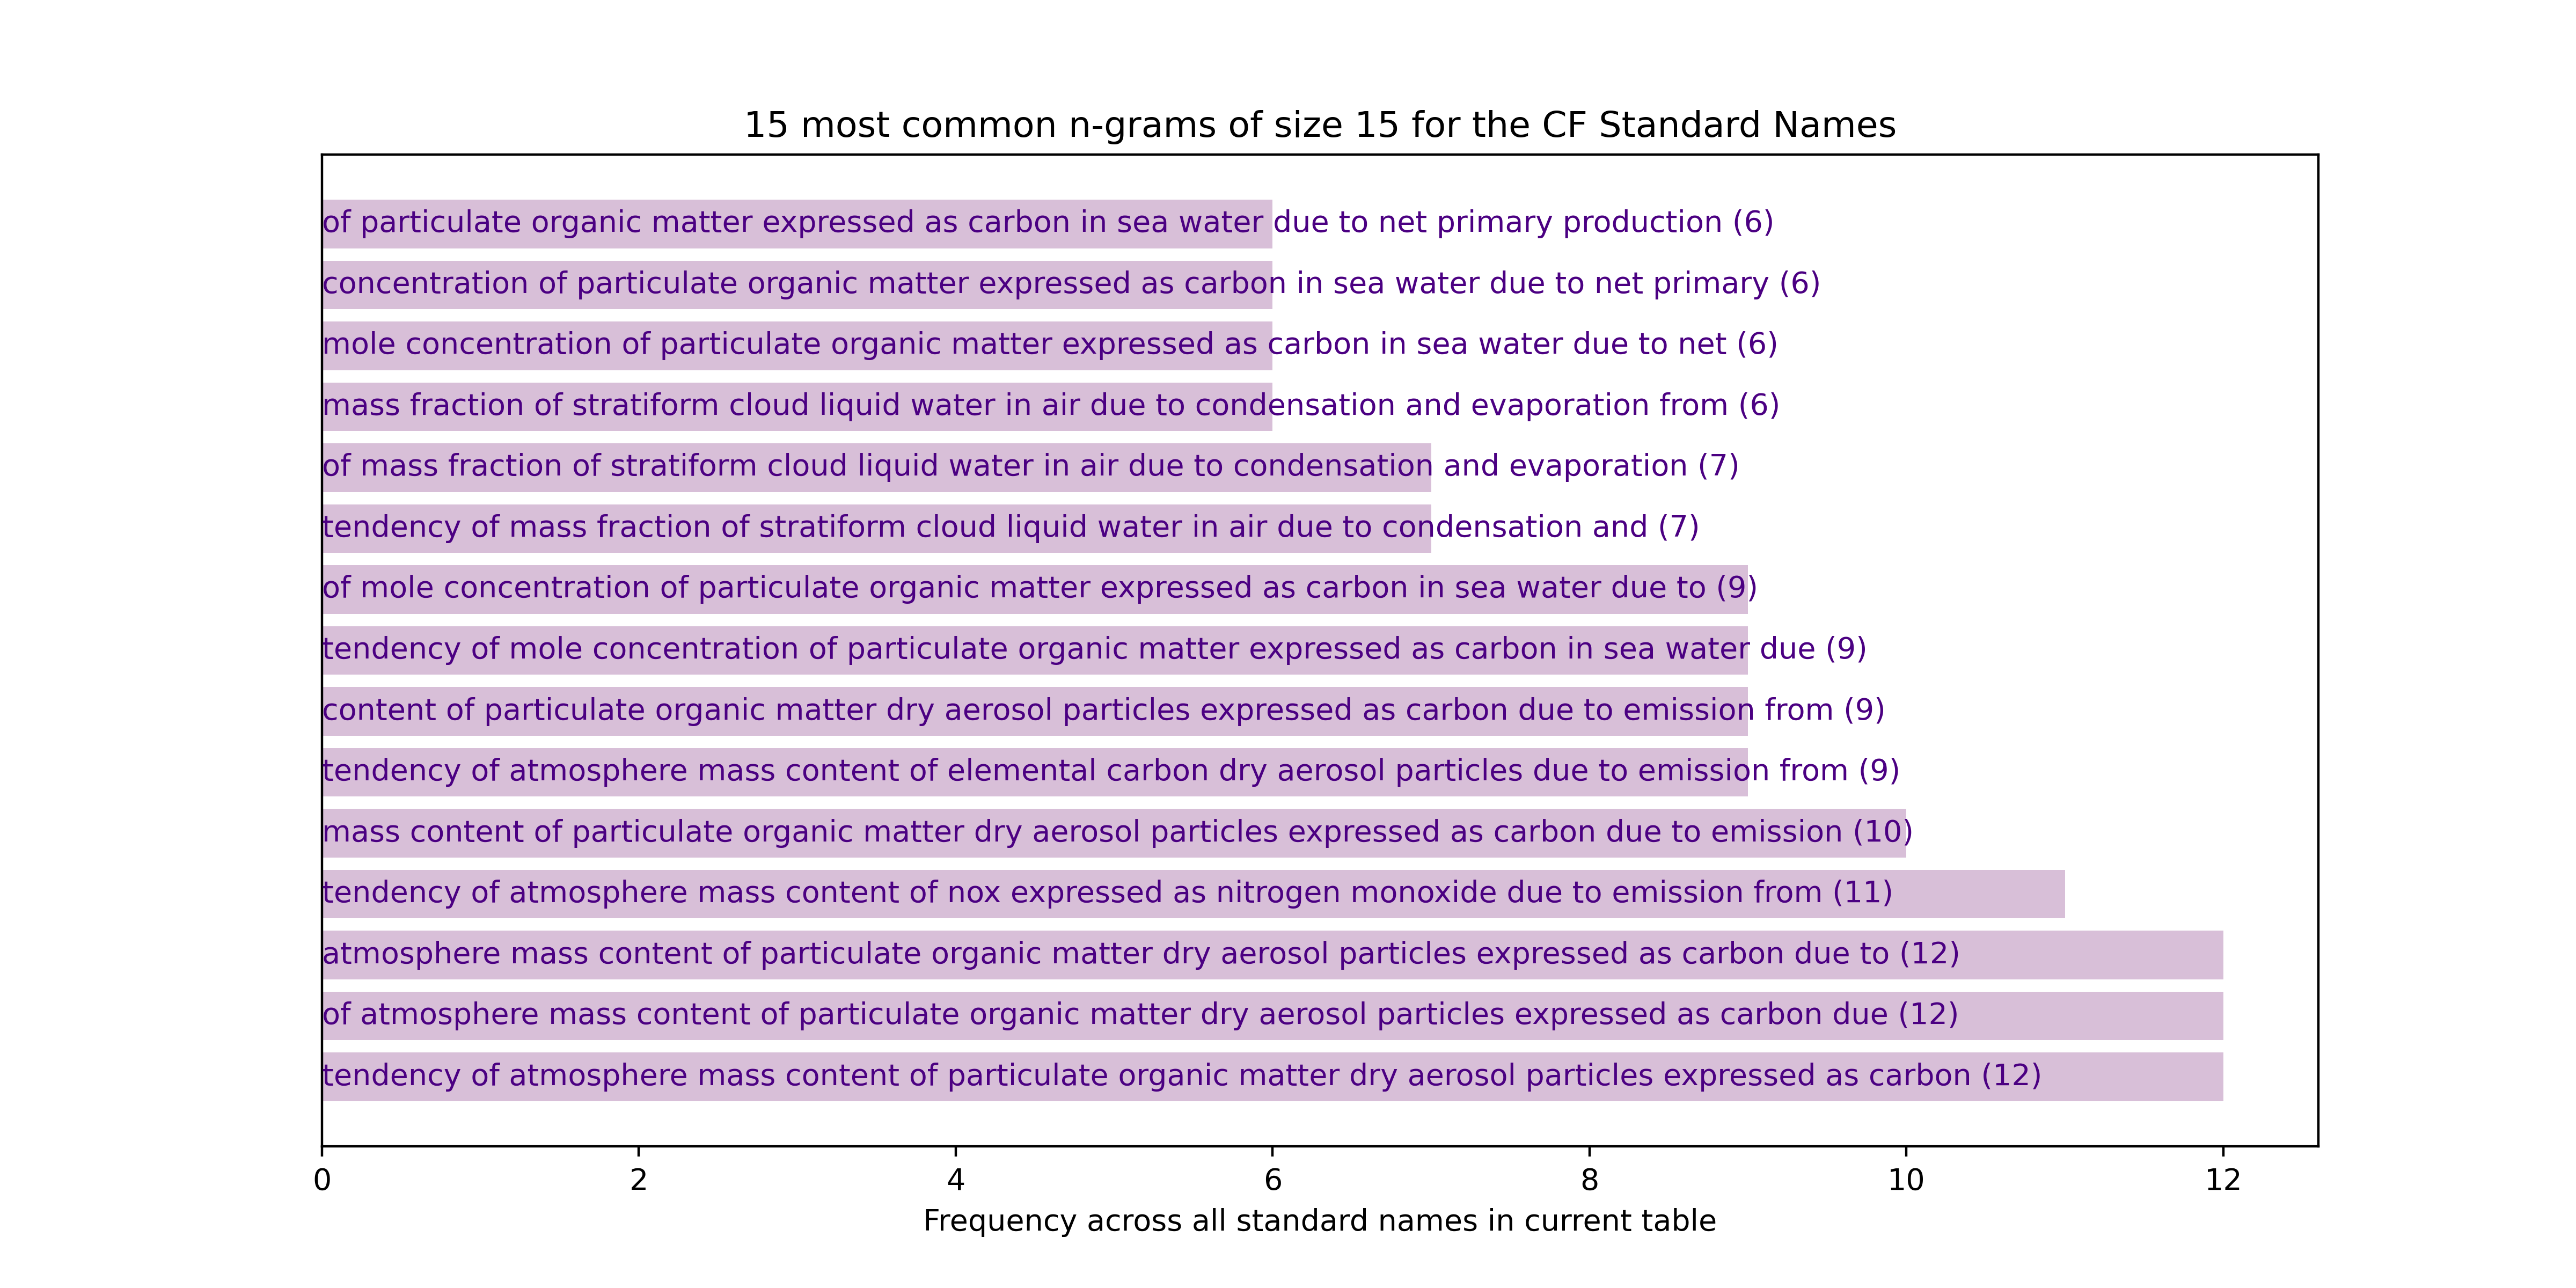 15 most common n-grams of size 15 for the CF Standard Names
of particulate organic matter expressed as carbon in sea water due to net primary production (6)
concentration of particulate organic matter expressed as carbon in sea water due to net primary (6)
mole concentration of particulate organic matter expressed as carbon in sea water due to net (6)
mass fraction of stratiform cloud liquid water in air due to condensation and evaporation from (6)
of mass fraction of stratiform cloud liquid water in air due to condensation and evaporation (7)
tendency of mass fraction of stratiform cloud liquid water in air due to condensation and (7)
of mole concentration of particulate organic matter expressed as carbon in sea water due to (9)
tendency of mole concentration of particulate organic matter expressed as carbon in sea water due (9)
content of particulate organic matter dry aerosol particles expressed as carbon due to emission from (9)
tendency of atmosphere mass content of elemental carbon dry aerosol particles due to emission from (9)
mass content of particulate organic matter dry aerosol particles expressed as carbon due to emission (10)
tendency of atmosphere mass content of nox expressed as nitrogen monoxide due to emission from (11)
atmosphere mass content of particulate organic matter dry aerosol particles expressed as carbon due to (12)
of atmosphere mass content of particulate organic matter dry aerosol particles expressed as carbon due (12)
tendency of atmosphere mass content of particulate organic matter dry aerosol particles expressed as carbon (12)
0 2 4 6 8 10 12
Frequency across all standard names in current table